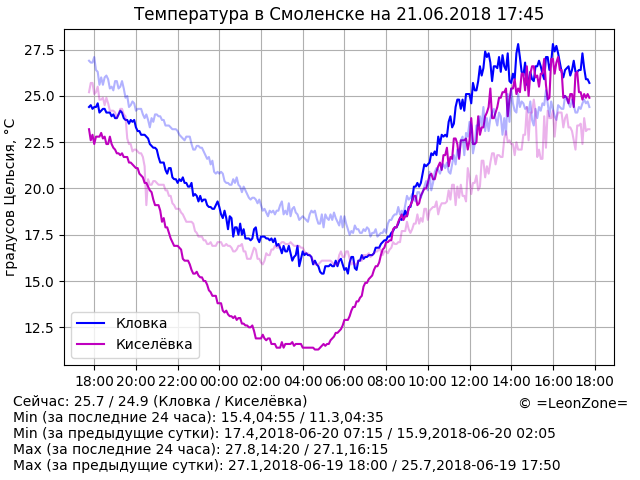 Температура в Смоленске на 21.06.2018 17:45
27.5
25.0
22.5
20.0
17.5
15.0
12.5
градусов Цельсия, °C
Кловка
Киселёвка
18:00 20:00 22:00 00:00 02:00 04:00 06:00 08:00 10:00 12:00 14:00 16:00 18:00
Сейчас: 25.7 / 24.9 (Кловка / Киселёвка)
© =LeonZone=
Min (за последние 24 часа): 15.4,04:55 / 11.3,04:35
Min (за предыдущие сутки): 17.4,2018-06-20 07:15 / 15.9,2018-06-20 02:05
Max (за последние 24 часа): 27.8,14:20 / 27.1,16:15
Max (за предыдущие сутки): 27.1,2018-06-19 18:00 / 25.7,2018-06-19 17:50